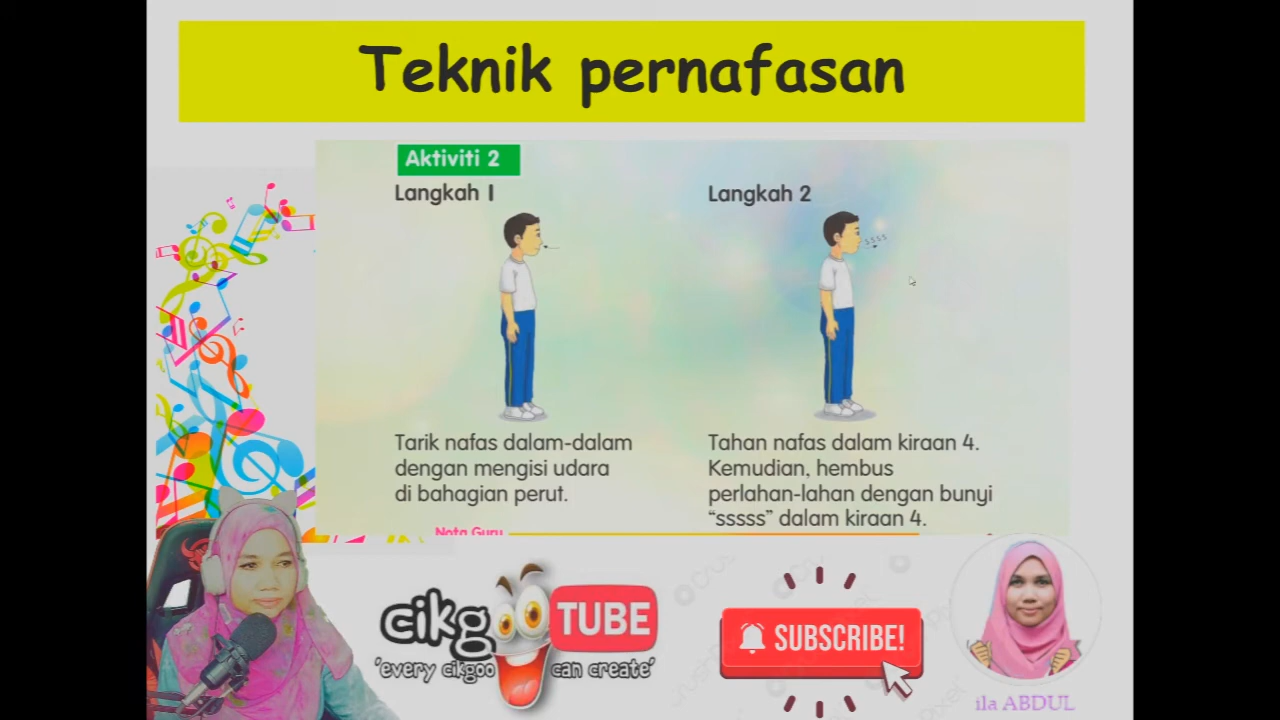 Teknik pernafasan
Aktiviti 2
Langkah 1
Langkah 2
ssss
Tarik nafas dalam-dalam
dengan mengisi udara
di bahagian perut.
Tahan nafas dalam kiraan 4.
Kemudian, hembus
perlahan-lahan dengan bunyi
“sssss” dalam kiraan 4.
Nota Guru
cikgoo
TUBE
'every cikgoo can create'
SUBSCRIBE!
ila ABDUL